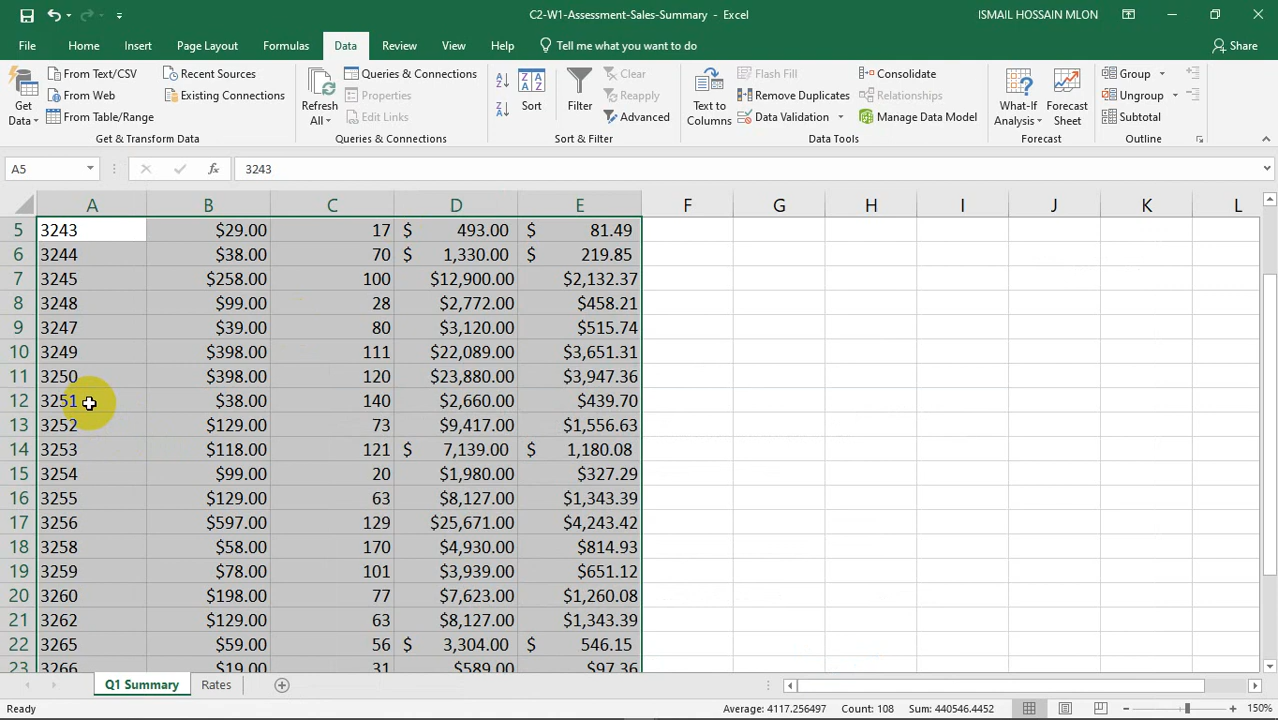 C2-W1-Assessment-Sales-Summary - Excel
ISMAIL HOSSAIN MLON
File Home Insert Page Layout Formulas Data Review View Help Tell me what you want to do Share
From Text/CSV Recent Sources Queries & Connections Clear Flash Fill Consolidate Group
Get Data From Web Existing Connections Refresh All Properties Sort Filter Reapply Text to Columns Remove Duplicates Relationships What-If Analysis Forecast Sheet Ungroup
From Table/Range Edit Links Advanced Data Validation Manage Data Model Subtotal
Get & Transform Data Queries & Connections Sort & Filter Data Tools Forecast Outline
A5 fx 3243
A B C D E F G H I J K L
5 3243 $29.00 17 $ 493.00 $ 81.49
6 3244 $38.00 70 $ 1,330.00 $ 219.85
7 3245 $258.00 100 $12,900.00 $2,132.37
8 3248 $99.00 28 $2,772.00 $458.21
9 3247 $39.00 80 $3,120.00 $515.74
10 3249 $398.00 111 $22,089.00 $3,651.31
11 3250 $398.00 120 $23,880.00 $3,947.36
12 3251 $38.00 140 $2,660.00 $439.70
13 3252 $129.00 73 $9,417.00 $1,556.63
14 3253 $118.00 121 $ 7,139.00 $ 1,180.08
15 3254 $99.00 20 $1,980.00 $327.29
16 3255 $129.00 63 $8,127.00 $1,343.39
17 3256 $597.00 129 $25,671.00 $4,243.42
18 3258 $58.00 170 $4,930.00 $814.93
19 3259 $78.00 101 $3,939.00 $651.12
20 3260 $198.00 77 $7,623.00 $1,260.08
21 3262 $129.00 63 $8,127.00 $1,343.39
22 3265 $59.00 56 $ 3,304.00 $ 546.15
23 3266 $19.00 31 $589.00 $97.36
Q1 Summary Rates
Ready Average: 4117.256497 Count: 108 Sum: 440546.4452 150%